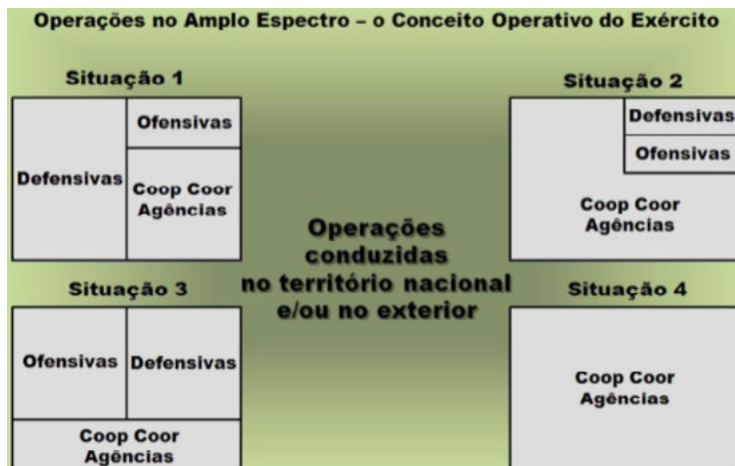 Operações no Amplo Espectro – o Conceito Operativo do Exército
Situação 1
Defensivas
Ofensivas
Coop Coor
Agências
Situação 2
Defensivas
Ofensivas
Coop Coor
Agências
Operações
conduzidas
no território nacional
e/ou no exterior
Situação 3
Ofensivas
Defensivas
Coop Coor
Agências
Situação 4
Coop Coor
Agências